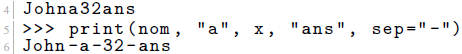 4 Johna32ans
5 >>> print(nom, "a", x, "ans", sep="-")
6 John-a-32-ans